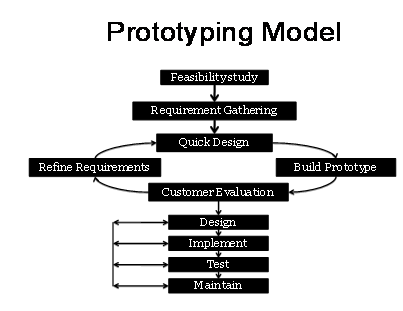 Prototyping Model
Feasibilitystudy
Requirement Gathering
Quick Design
Refine Requirements
Build Prototype
Customer Evaluation
Design
Implement
Test
Maintain